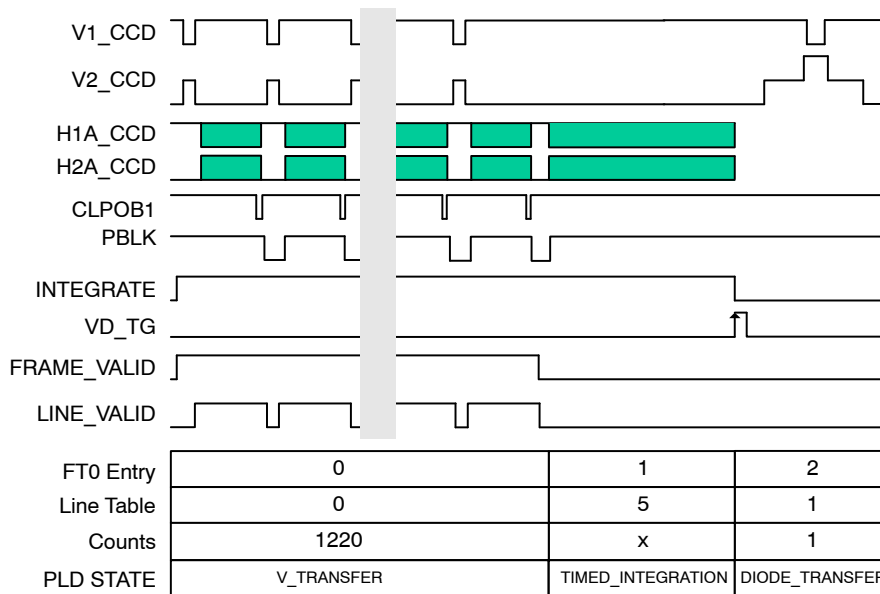 V1_CCD
V2_CCD
H1A_CCD
H2A_CCD
CLPOB1
PBLK
INTEGRATE
VD_TG
FRAME_VALID
LINE_VALID
FT0 Entry 0 1 2
Line Table 0 5 1
Counts 1220 x 1
PLD STATE V_TRANSFER TIMED_INTEGRATION DIODE_TRANSFER